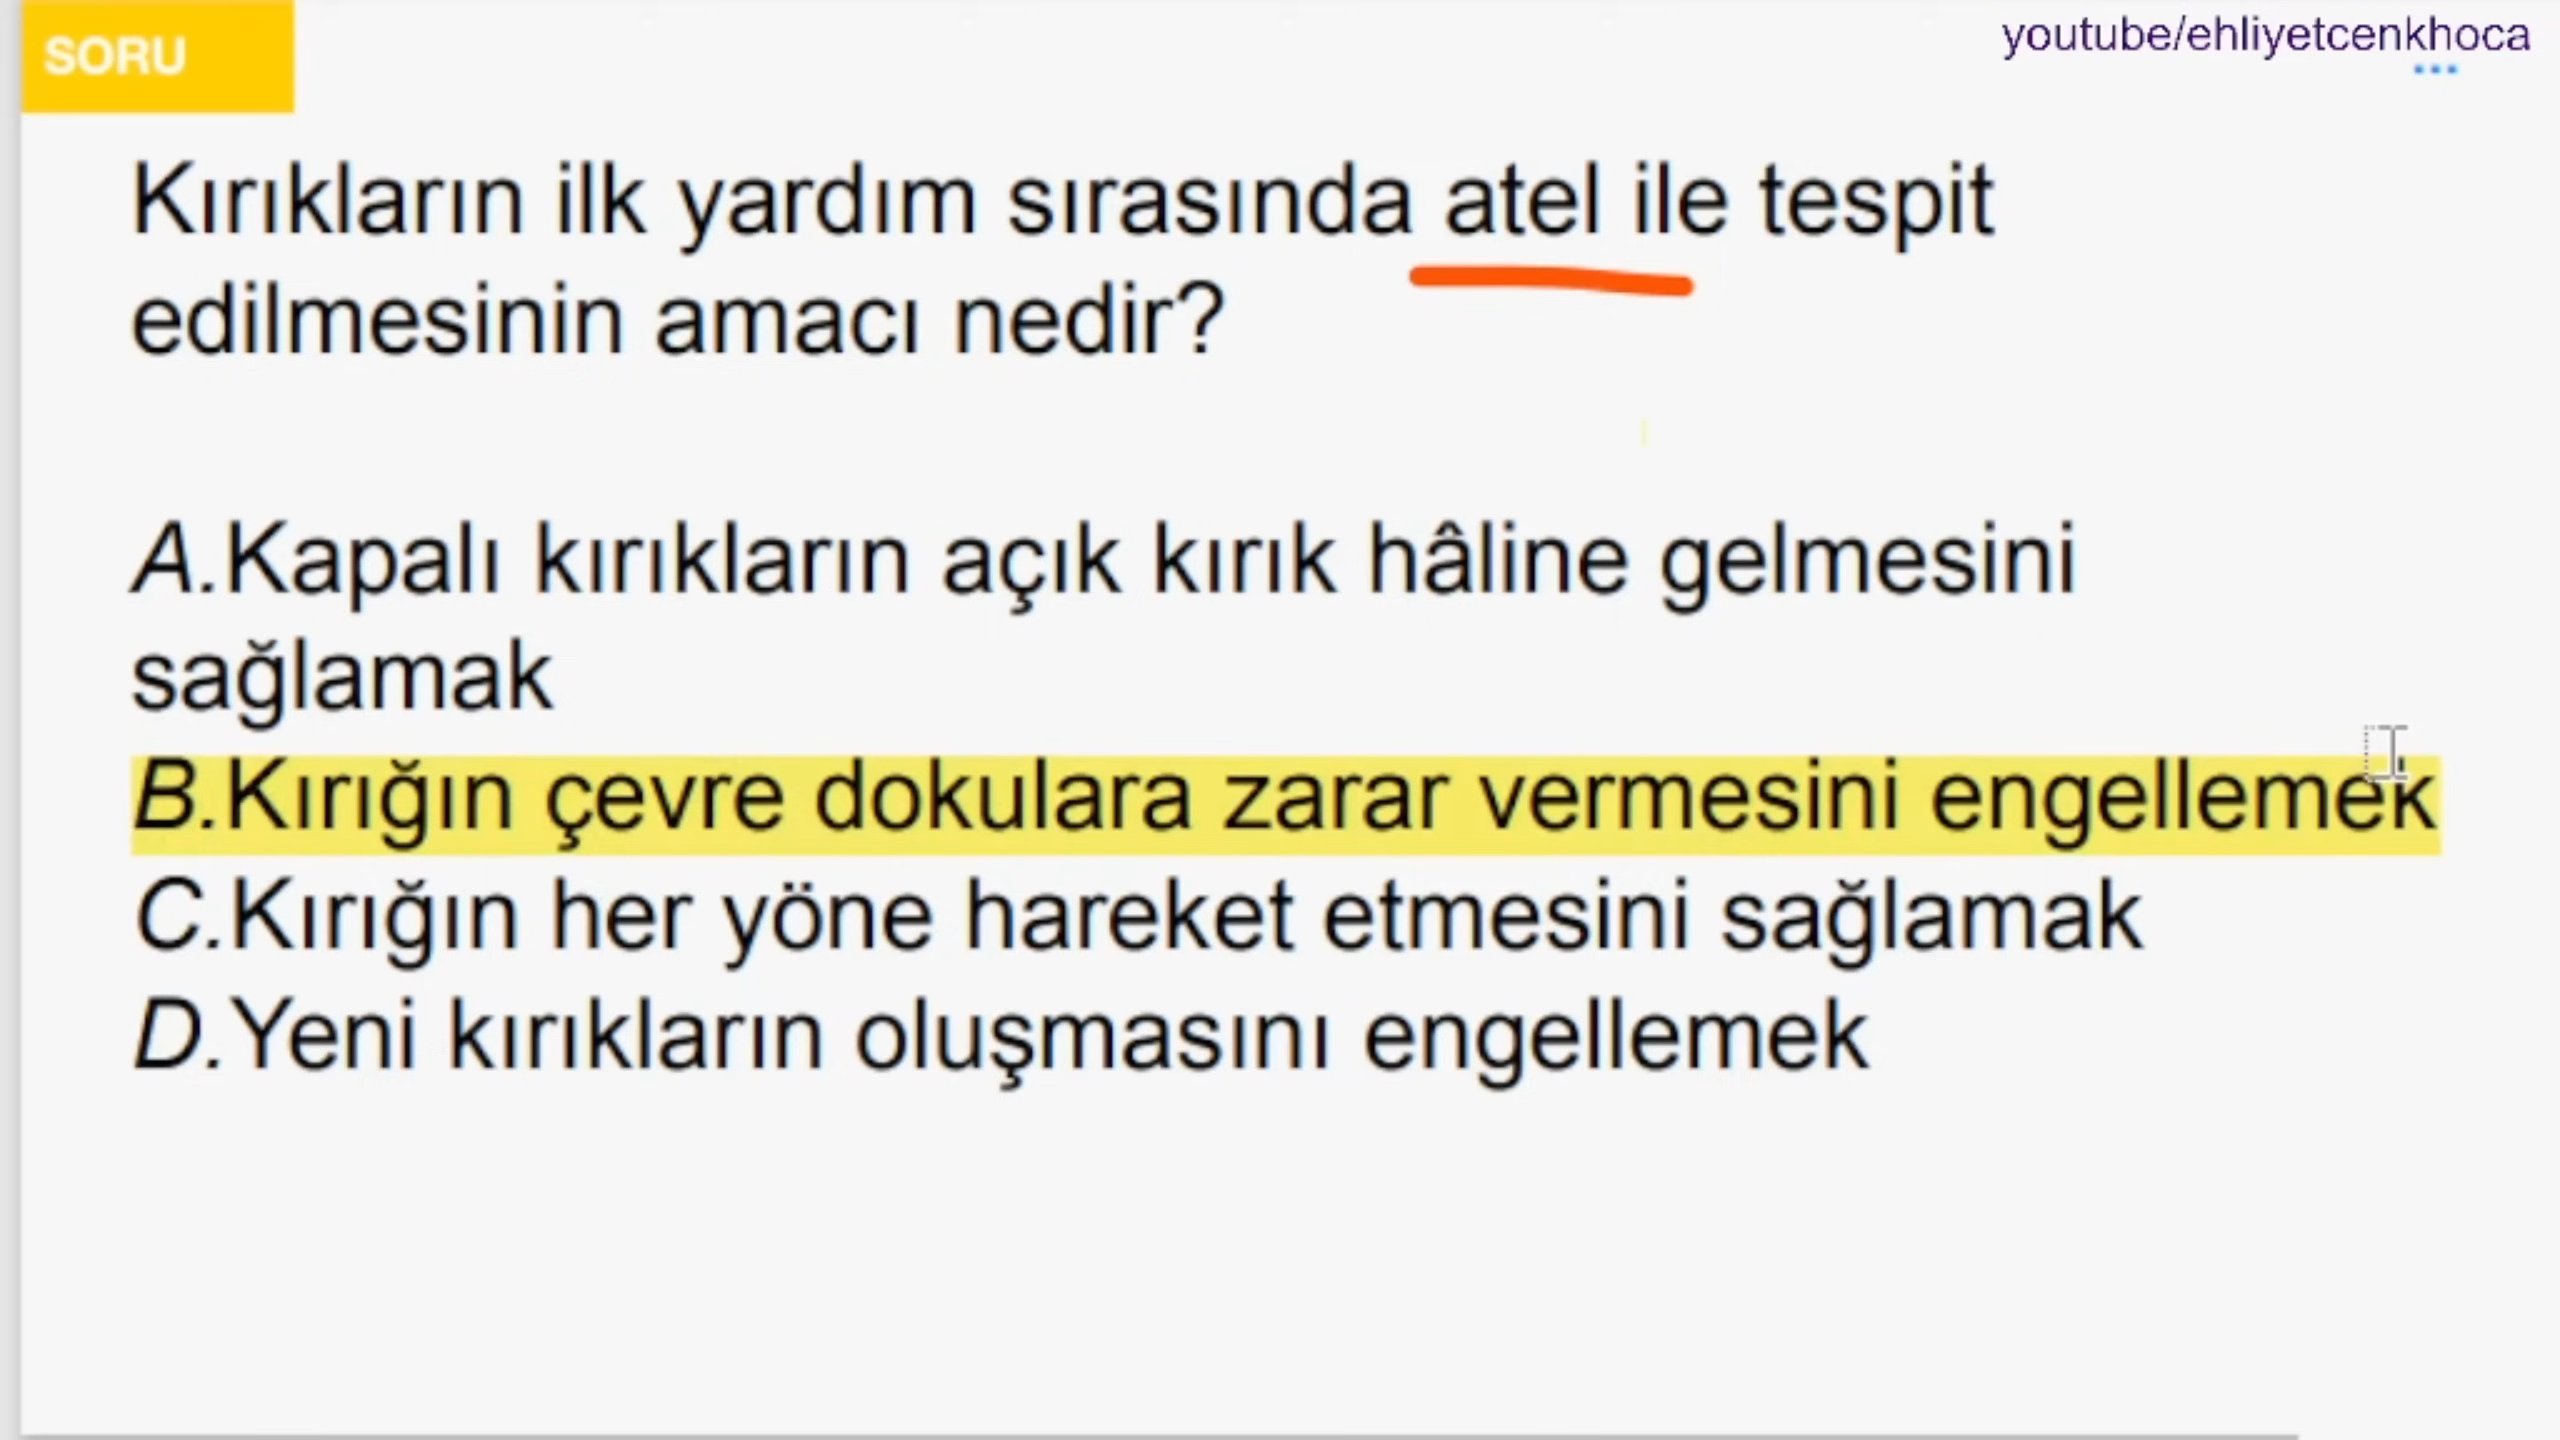 SORU
youtube/ehliyetcenkhoca
Kırıkların ilk yardım sırasında atel ile tespit
edilmesinin amacı nedir?
A.Kapalı kırıkların açık kırık hâline gelmesini
sağlamak
B.Kırığın çevre dokulara zarar vermesini engellemek
C.Kırığın her yöne hareket etmesini sağlamak
D.Yeni kırıkların oluşmasını engellemek